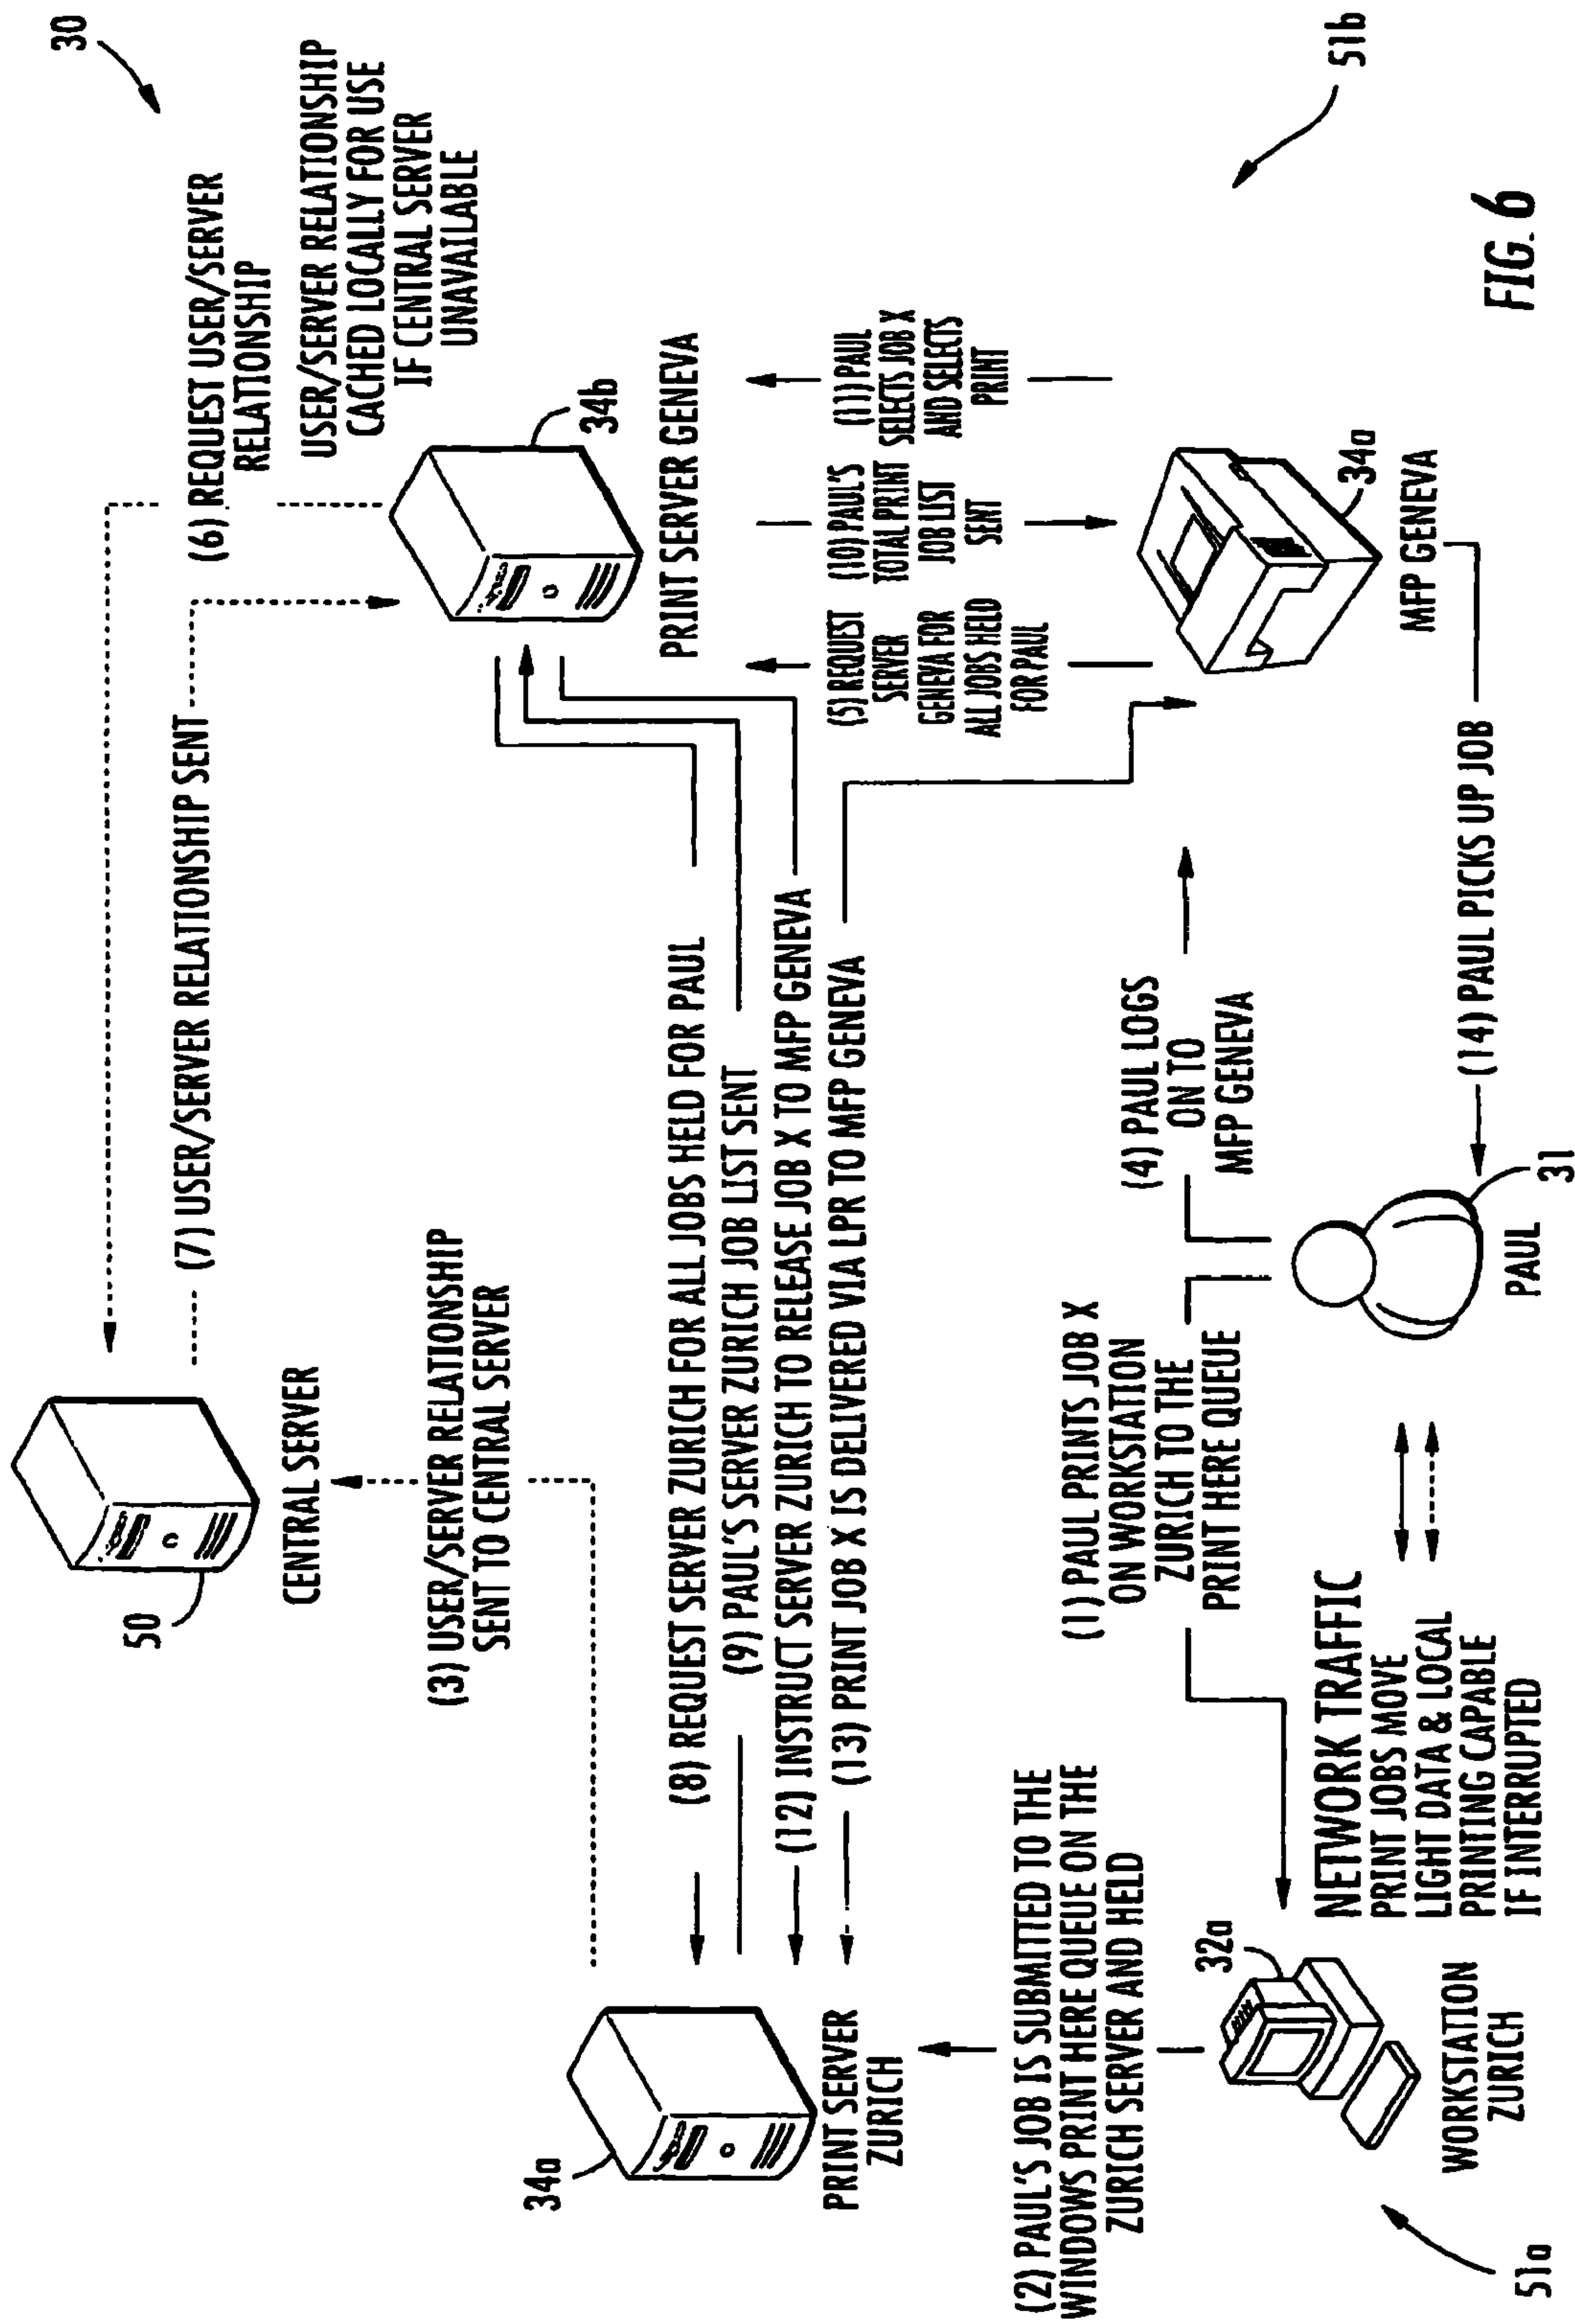 30
50
CENTRAL SERVER
(6) REQUEST USER/SERVER
RELATIONSHIP
(7) USER/SERVER RELATIONSHIP SENT
USER/SERVER RELATIONSHIP
CACHED LOCALLY FOR USE
IF CENTRAL SERVER
UNAVAILABLE
(3) USER/SERVER RELATIONSHIP
SENT TO CENTRAL SERVER
34a
PRINT SERVER
ZURICH
34b
PRINT SERVER GENEVA
(8) REQUEST SERVER ZURICH FOR ALL JOBS HELD FOR PAUL
(9) PAUL'S SERVER ZURICH JOB LIST SENT
(12) INSTRUCT SERVER ZURICH TO RELEASE JOB X TO MFP GENEVA
(13) PRINT JOB X IS DELIVERED VIA LPR TO MFP GENEVA
(5) REQUEST
SERVER
GENEVA FOR
ALL JOBS HELD
FOR PAUL
(10) PAUL'S
TOTAL PRINT
JOB LIST
SENT
(11) PAUL
SELECTS JOB X
AND SELECTS
PRINT
(2) PAUL'S JOB IS SUBMITTED TO THE
WINDOWS PRINT HERE QUEUE ON THE
ZURICH SERVER AND HELD
(1) PAUL PRINTS JOB X
ON WORKSTATION
ZURICH TO THE
PRINT HERE QUEUE
(4) PAUL LOGS
ON TO
MFP GENEVA
34a
MFP GENEVA
32a
WORKSTATION
ZURICH
NETWORK TRAFFIC
PRINT JOBS MOVE
LIGHT DATA & LOCAL
PRINTING CAPABLE
IF INTERRUPTED
31
PAUL
(14) PAUL PICKS UP JOB
51a
51b
FIG. 6